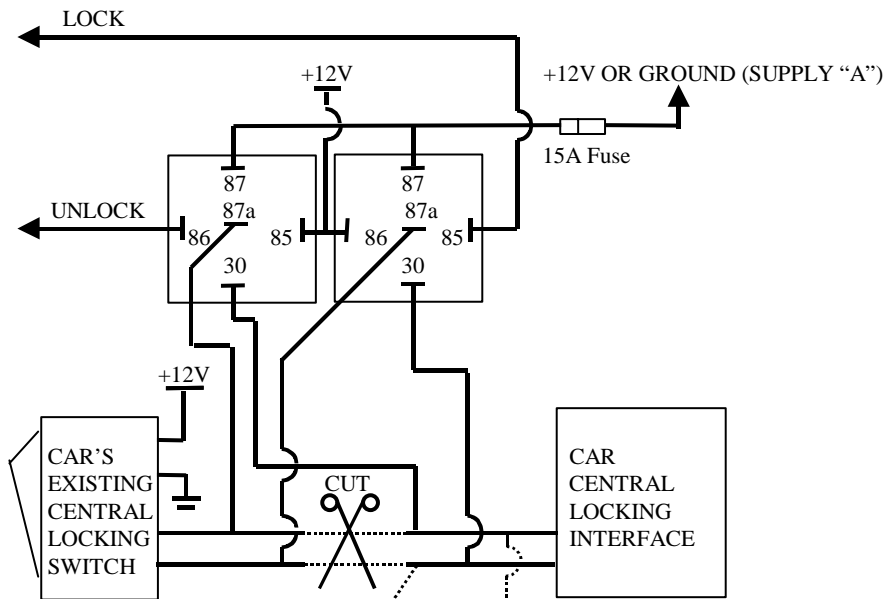 LOCK
+12V
+12V OR GROUND (SUPPLY “A”)
15A Fuse
87
87
87a
87a
UNLOCK
86
85
86
85
30
30
+12V
CAR’S
EXISTING
CENTRAL
LOCKING
SWITCH
CUT
CAR
CENTRAL
LOCKING
INTERFACE